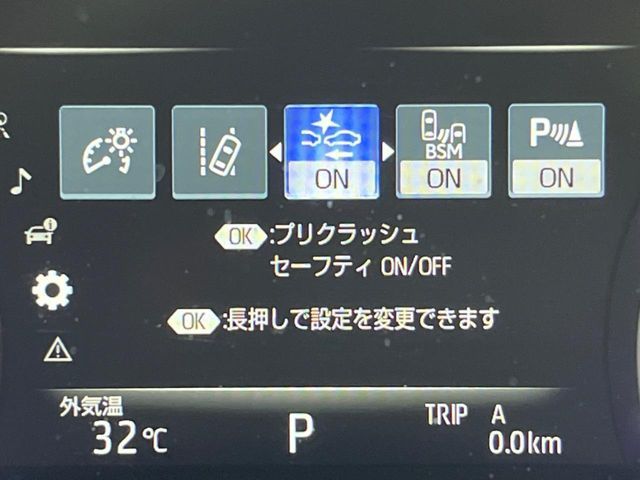 ON
BSM
ON
P
ON
OK :プリクラッシュ
セーフティ ON/OFF
OK :長押しで設定を変更できます
外気温
32℃
P
TRIP A
0.0km